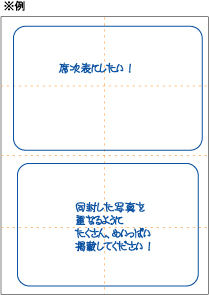 ※例
席次表にしたい！
同封した写真を
重なるように
たくさん、めいっぱい
掲載してください！